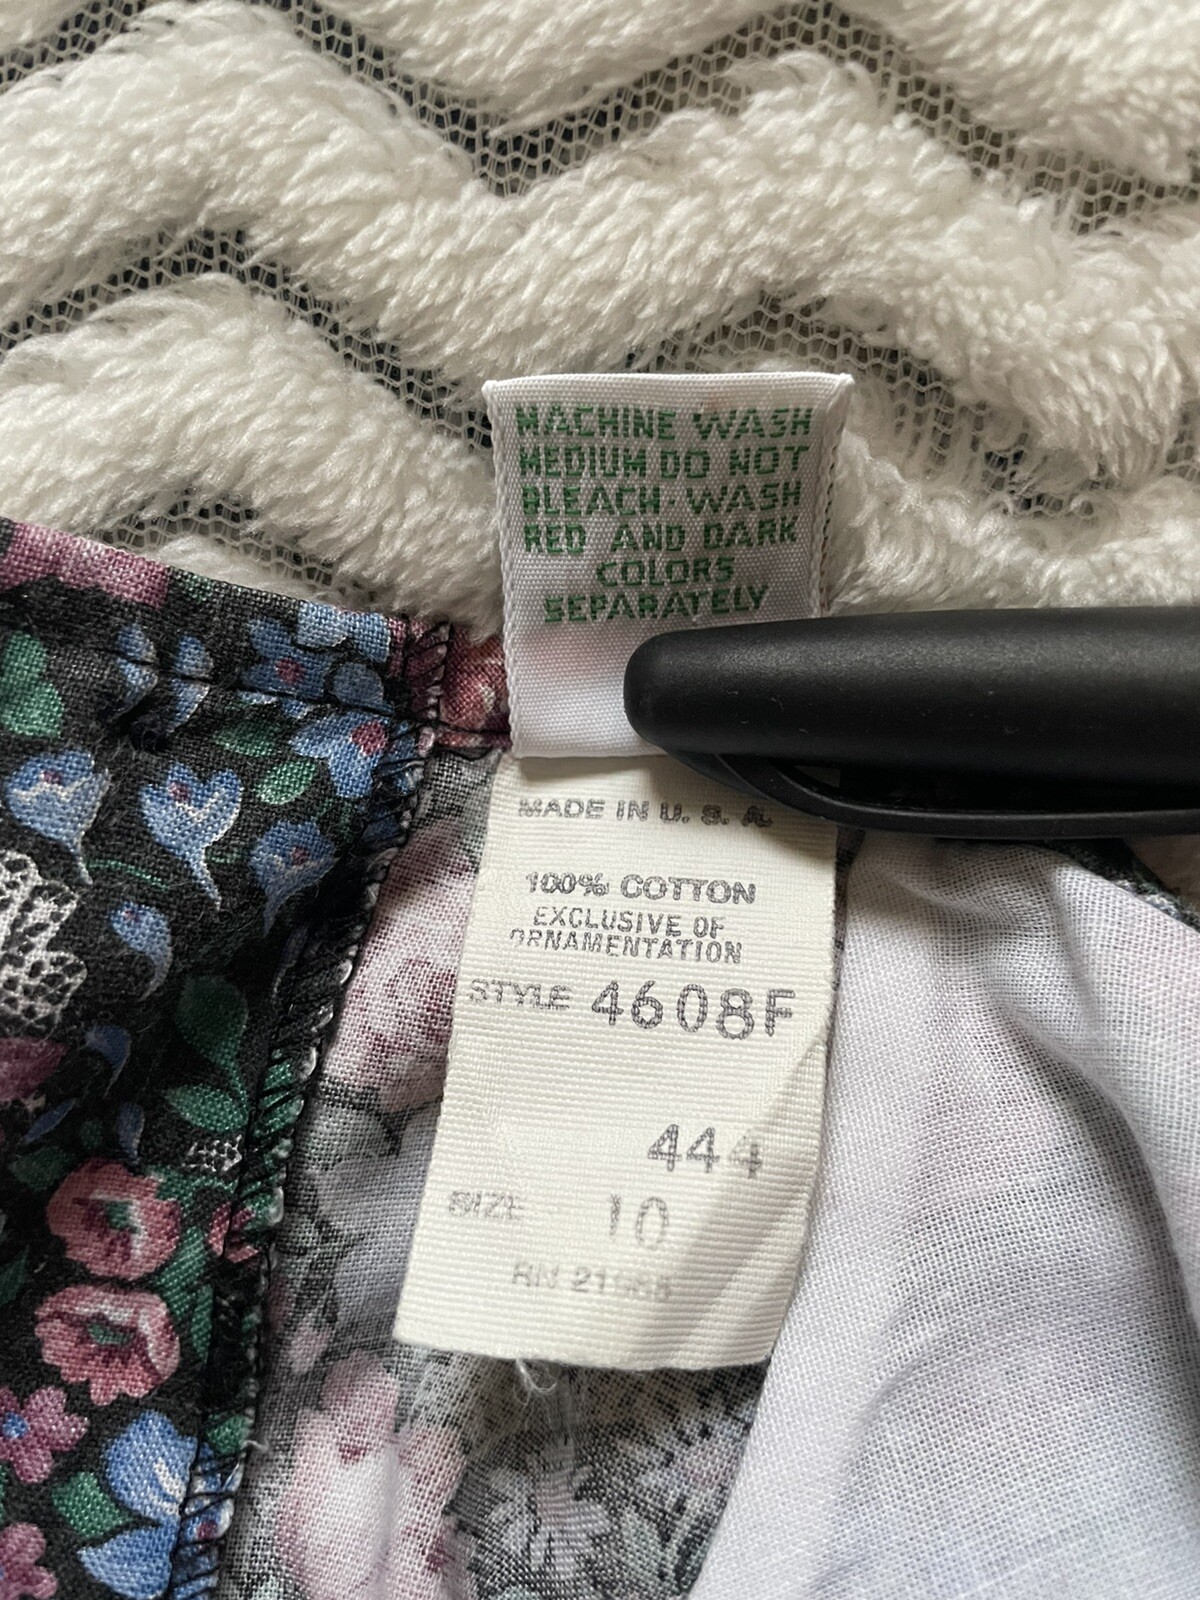 MACHINE WASH
MEDIUM DO NOT
BLEACH WASH
RED AND DARK
COLORS
SEPARATELY
MADE IN U. S. A.
100% COTTON
EXCLUSIVE OF
ORNAMENTATION
STYLE 4608F
444
SIZE 10
RN